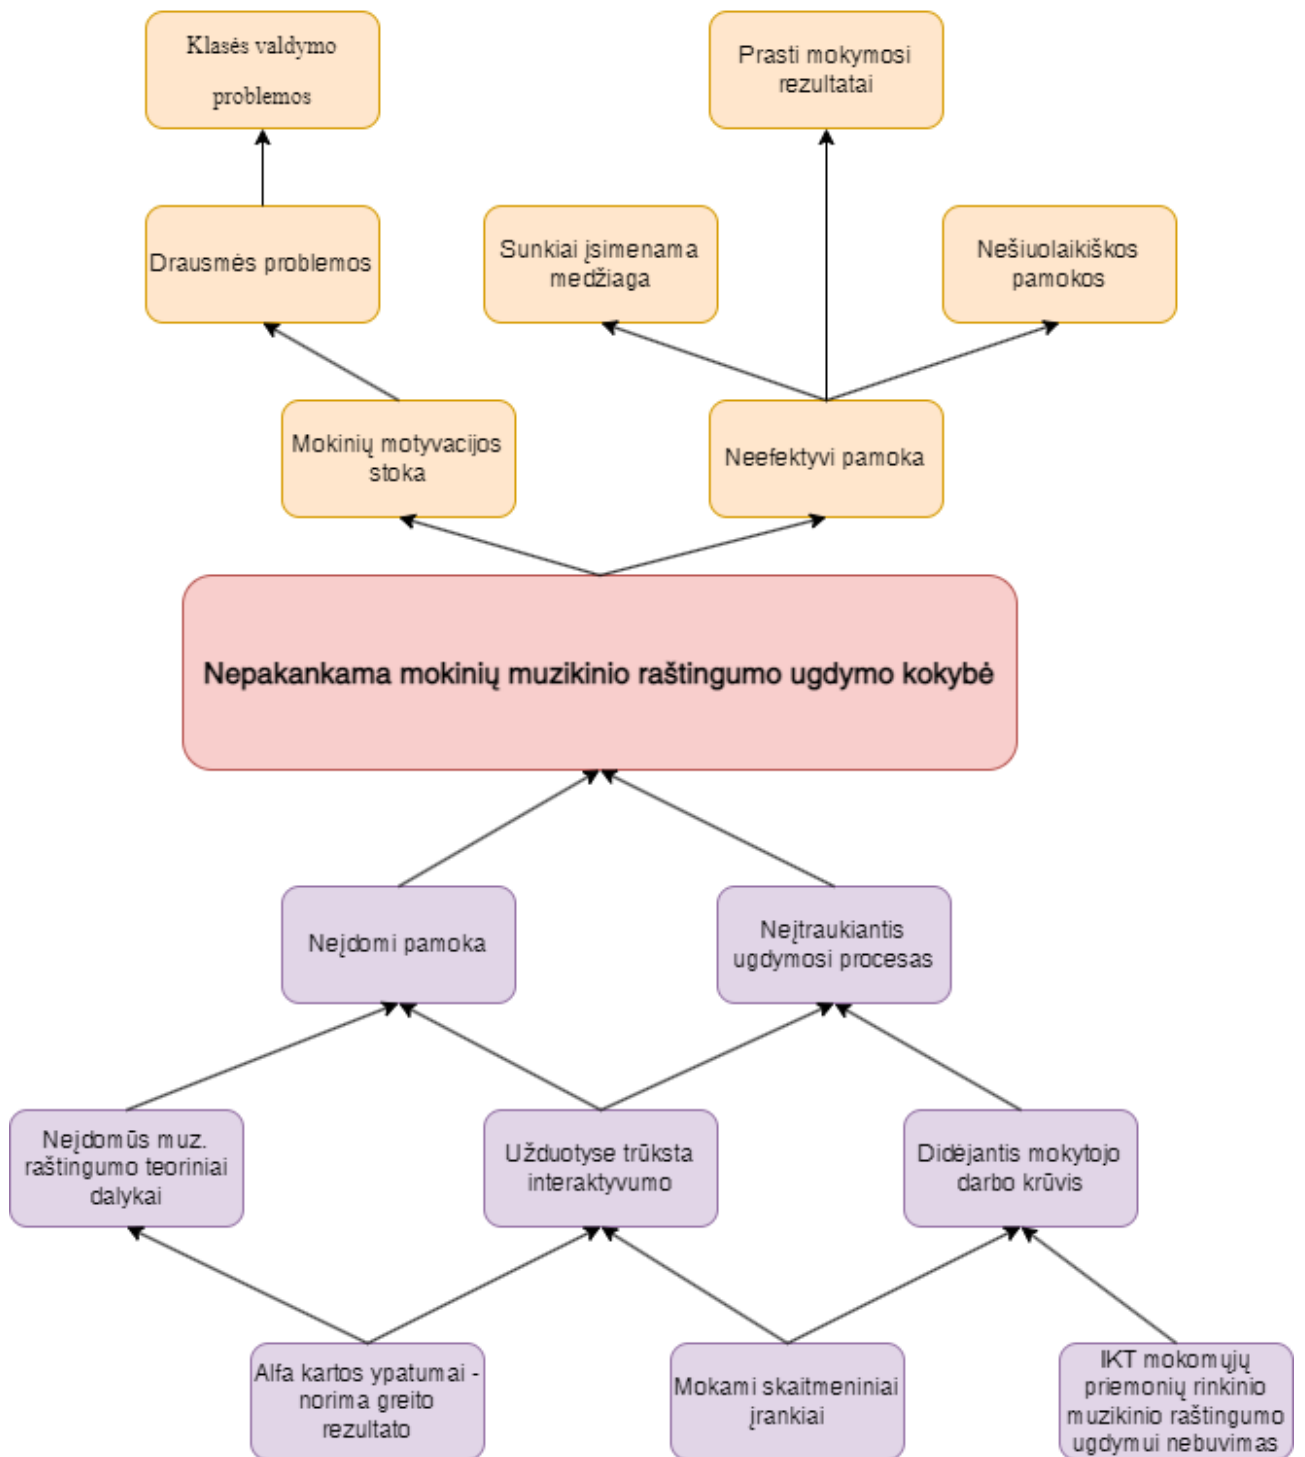 Klasės valdymo
problemos
Prasti mokymosi
rezultatai
Drausmės problemos
Sunkiai įsimenama
medžiaga
Nešiuolaikiškos
pamokos
Mokinių motyvacijos
stoka
Neefektyvi pamoka
Nepakankama mokinių muzikinio raštingumo ugdymo kokybė
Neįdomi pamoka
Neįtraukiantis
ugdymosi procesas
Neįdomūs muz.
raštingumo teoriniai
dalykai
Užduotyse trūksta
interaktyvumo
Didėjantis mokytojo
darbo krūvis
Alfa kartos ypatumai -
norima greito
rezultato
Mokami skaitmeniniai
įrankiai
IKT mokomųjų
priemonių rinkinio
muzikinio raštingumo
ugdymui nebuvimas